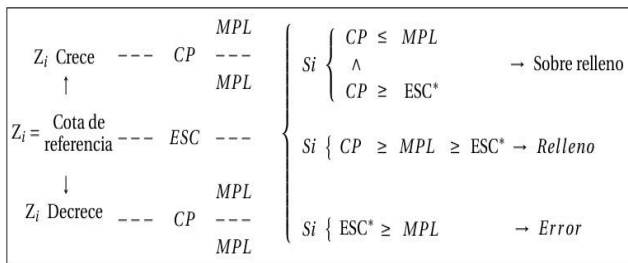 MPL
Z_i Crece --- CP --- Si { CP ≤ MPL
∧ → Sobre relleno
↑ MPL CP ≥ ESC*
Z_i = Cota de referencia --- ESC --- Si { CP ≥ MPL ≥ ESC* → Relleno
↓ MPL
Z_i Decrece --- CP --- Si { ESC* ≥ MPL → Error
MPL